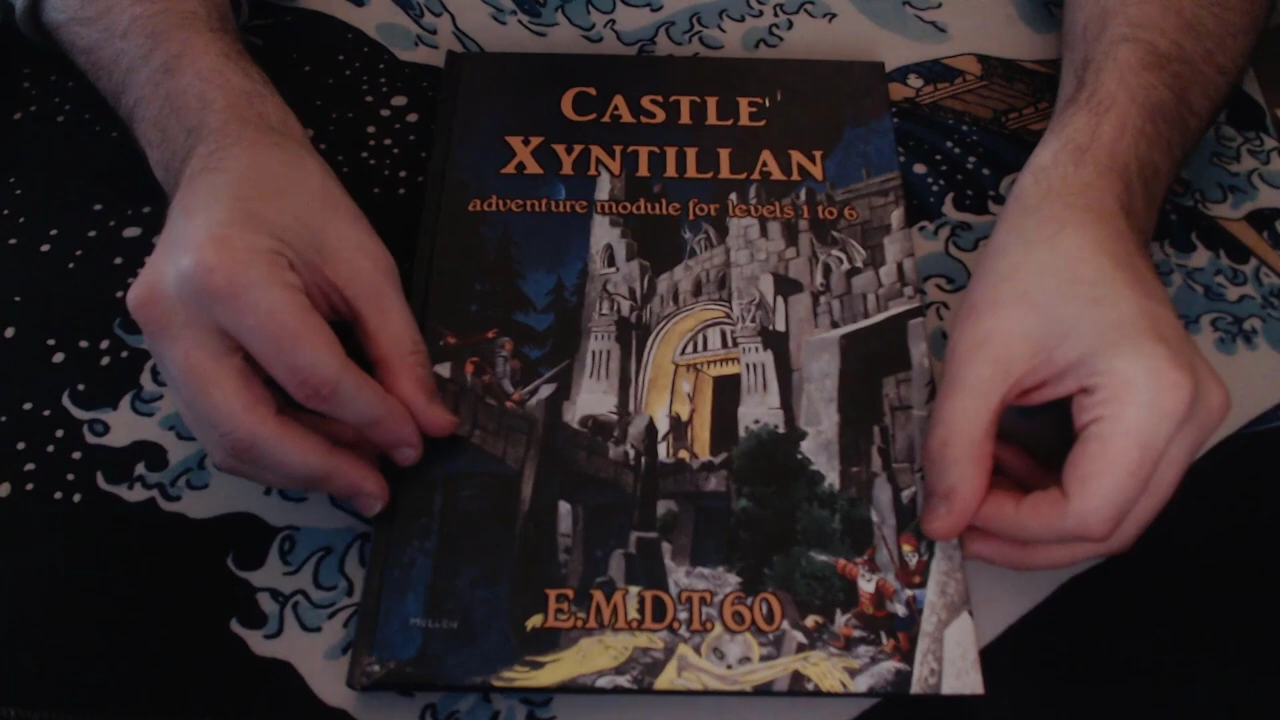 CASTLE
XYNTILLAN
adventure module for levels 1 to 6
E.M.D.T. 60
MULLEN